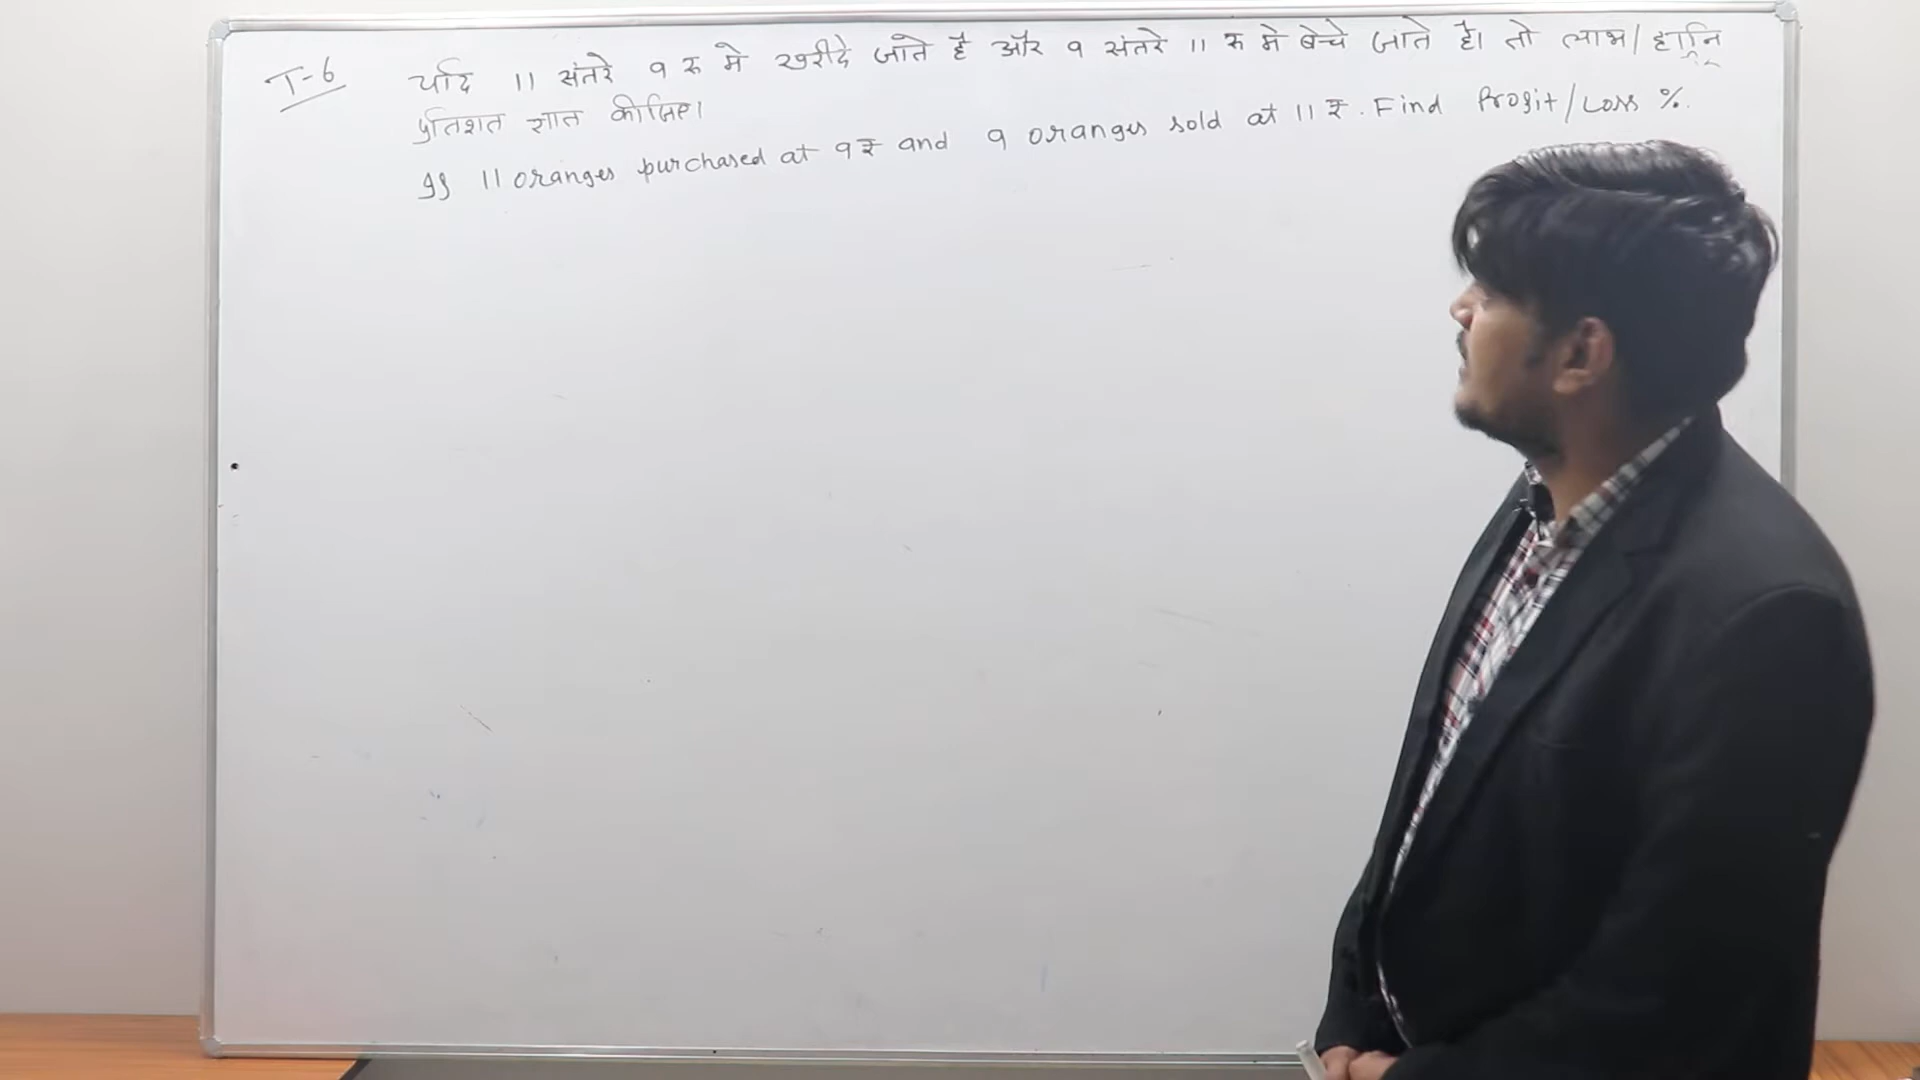 T-6 यदि 11 संतरे 9 रू मे खरीदे जाते है और 9 संतरे 11 रू मे बेचे जाते है। तो लाभ/हानि
प्रतिशत ज्ञात कीजिए।
If 11 oranges purchased at 9₹ and 9 oranges sold at 11₹. Find Profit/Loss %.